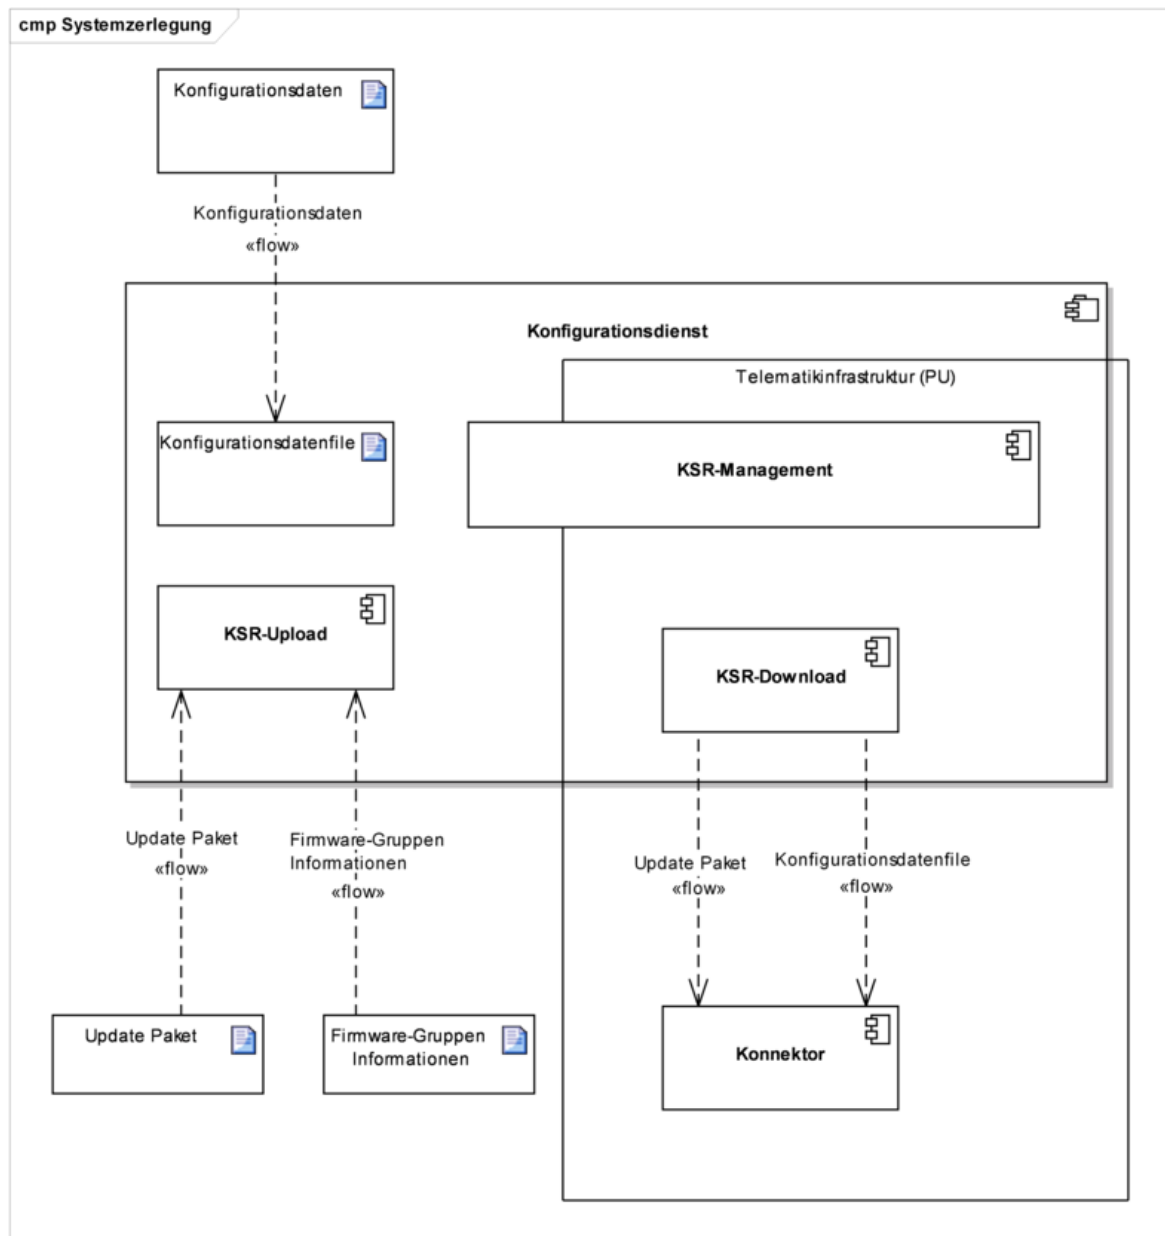 cmp Systemzerlegung
Konfigurationsdaten
Konfigurationsdaten
«flow»
Konfigurationsdienst
Telematikinfrastruktur (PU)
Konfigurationsdatenfile
KSR-Management
KSR-Upload
KSR-Download
Update Paket
«flow»
Firmware-Gruppen
Informationen
«flow»
Update Paket
«flow»
Konfigurationsdatenfile
«flow»
Update Paket
Firmware-Gruppen
Informationen
Konnektor